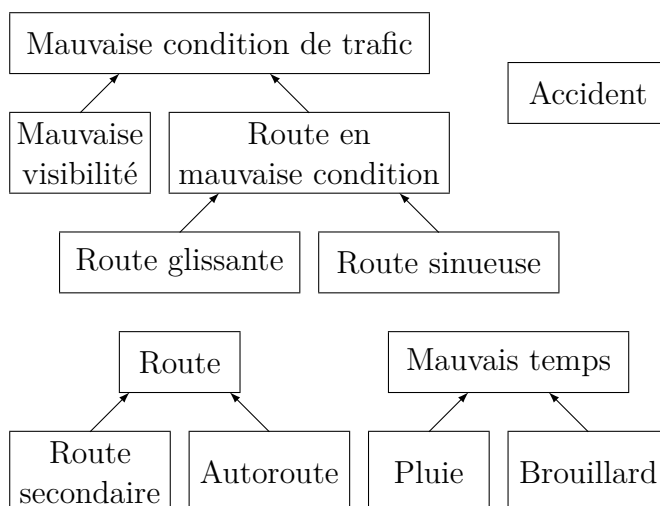 Mauvaise condition de trafic
Accident
Mauvaise
visibilité
Route en
mauvaise condition
Route glissante
Route sinueuse
Route
Mauvais temps
Route
secondaire
Autoroute
Pluie
Brouillard